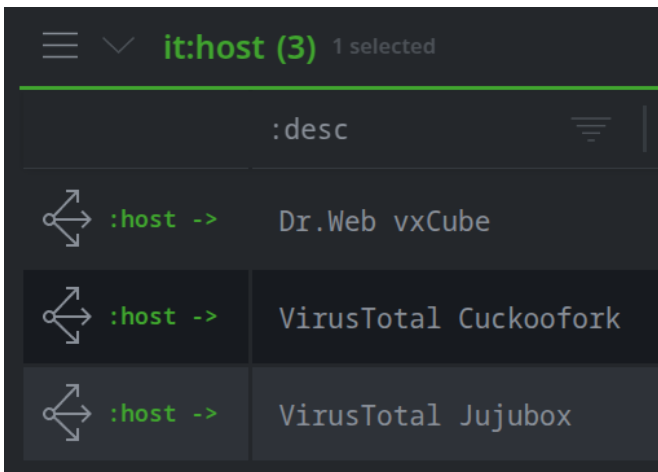 it:host (3) 1 selected
:desc
:host -> Dr.Web vxCube
:host -> VirusTotal Cuckoofork
:host -> VirusTotal Jujubox